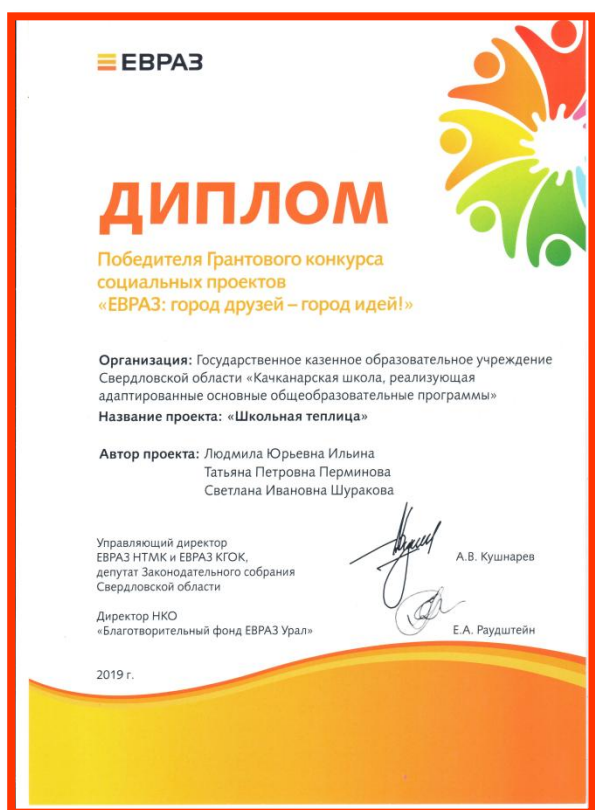 ЕВРАЗ
ДИПЛОМ
Победителя Грантового конкурса
социальных проектов
«ЕВРАЗ: город друзей – город идей!»
Организация: Государственное казенное образовательное учреждение
Свердловской области «Качканарская школа, реализующая
адаптированные основные общеобразовательные программы»
Название проекта: «Школьная теплица»
Автор проекта: Людмила Юрьевна Ильина
Татьяна Петровна Перминова
Светлана Ивановна Шуракова
Управляющий директор
ЕВРАЗ НТМК и ЕВРАЗ КГОК,
депутат Законодательного собрания
Свердловской области
А.В. Кушнарев
Директор НКО
«Благотворительный фонд ЕВРАЗ Урал»
Е.А. Раудштейн
2019 г.